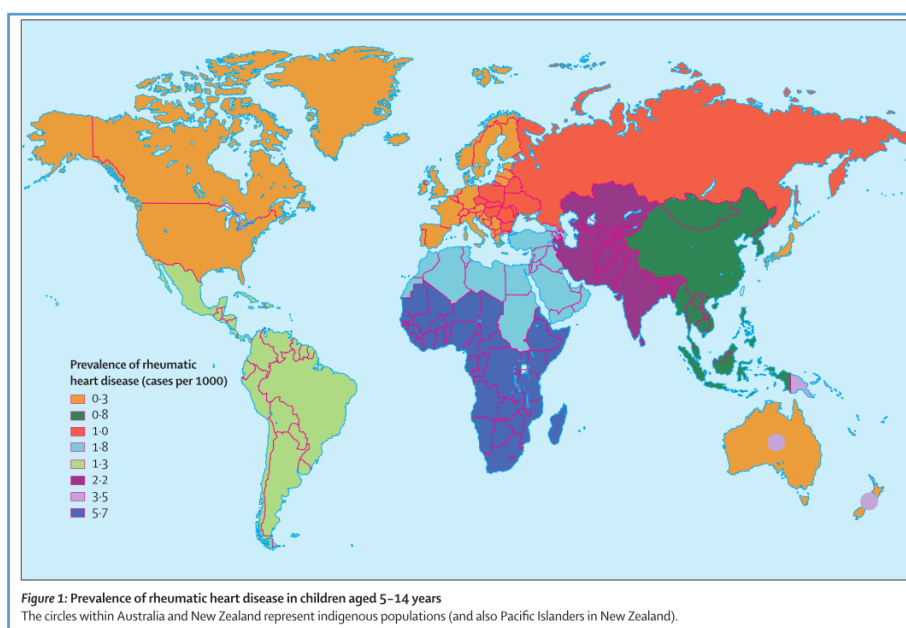 Prevalence of rheumatic
heart disease (cases per 1000)
0·3
0·8
1·0
1·8
1·3
2·2
3·5
5·7
Figure 1: Prevalence of rheumatic heart disease in children aged 5–14 years
The circles within Australia and New Zealand represent indigenous populations (and also Pacific Islanders in New Zealand).